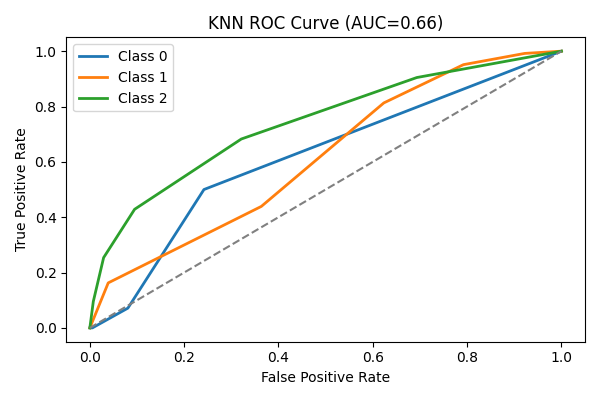 KNN ROC Curve (AUC=0.66)
Class 0
Class 1
Class 2
True Positive Rate
1.0
0.8
0.6
0.4
0.2
0.0
0.0 0.2 0.4 0.6 0.8 1.0
False Positive Rate